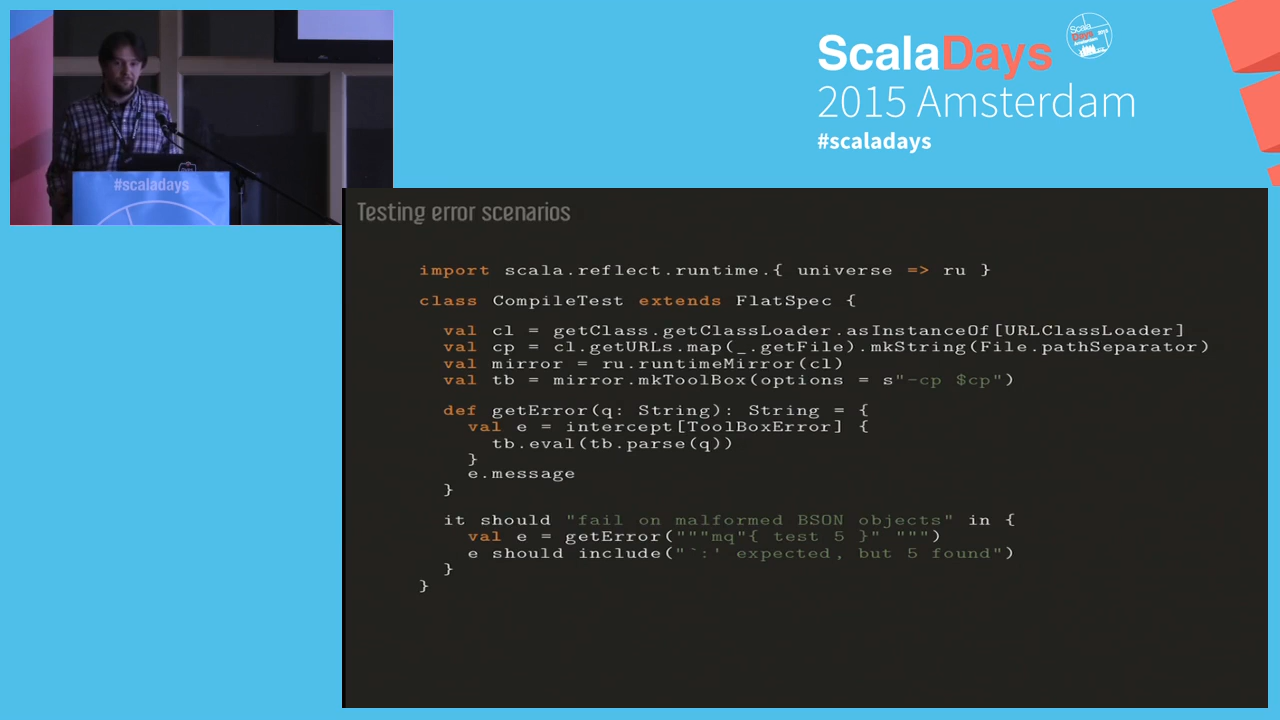 ScalaDays
2015 Amsterdam
#scaladays
#scaladays
Testing error scenarios
import scala.reflect.runtime.{ universe => ru }
class CompileTest extends FlatSpec {
val cl = getClass.getClassLoader.asInstanceOf[URLClassLoader]
val cp = cl.getURLs.map(_.getFile).mkString(File.pathSeparator)
val mirror = ru.runtimeMirror(cl)
val tb = mirror.mkToolBox(options = s"-cp $cp")
def getError(q: String): String = {
val e = intercept[ToolBoxError] {
tb.eval(tb.parse(q))
}
e.message
}
it should "fail on malformed BSON objects" in {
val e = getError("""mq"{ test 5 }" """)
e should include("`:' expected, but 5 found")
}
}